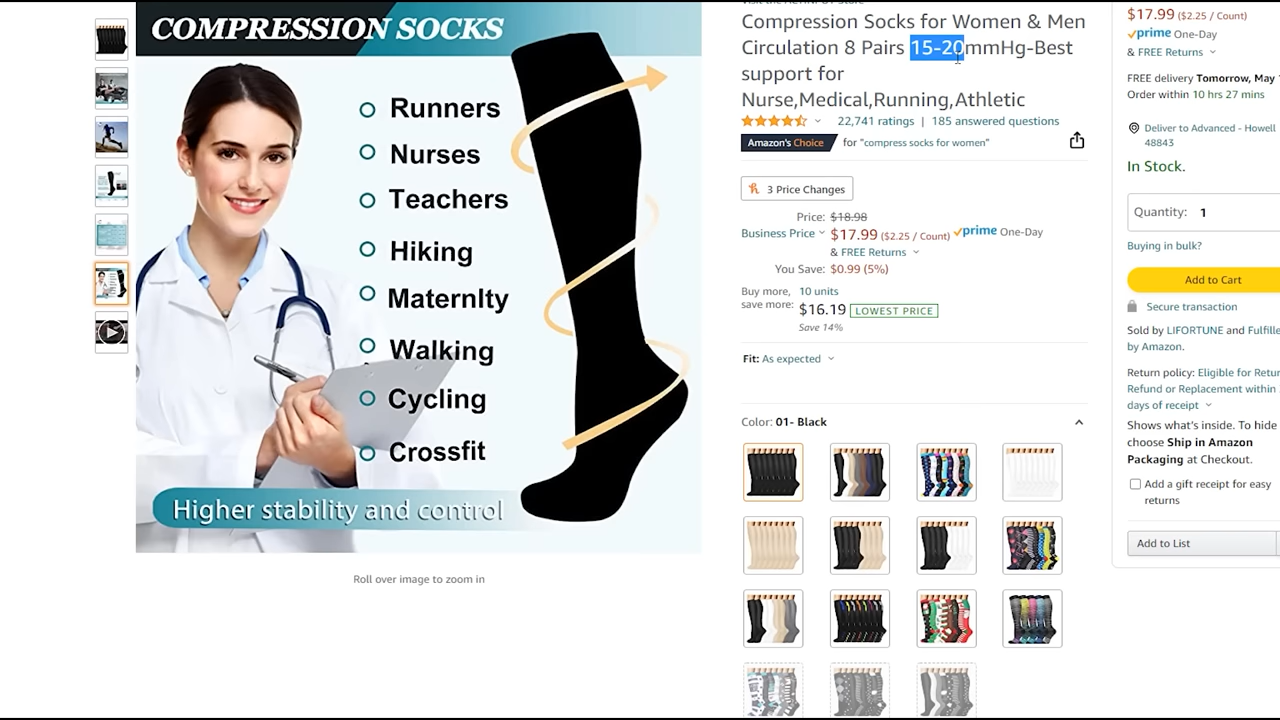 COMPRESSION SOCKS
Runners
Nurses
Teachers
Hiking
MaternIty
Walking
Cycling
Crossfit
Higher stability and control
Roll over image to zoom in
Compression Socks for Women & Men
Circulation 8 Pairs 15-20mmHg-Best
support for
Nurse,Medical,Running,Athletic
22,741 ratings | 185 answered questions
Amazon's Choice for "compress socks for women"
3 Price Changes
Price: $18.98
Business Price $17.99 ($2.25 / Count) prime One-Day
& FREE Returns
You Save: $0.99 (5%)
Buy more, 10 units
save more: $16.19 LOWEST PRICE
Save 14%
Fit: As expected
Color: 01- Black
$17.99 ($2.25 / Count)
prime One-Day
& FREE Returns
FREE delivery Tomorrow, May
Order within 10 hrs 27 mins
Deliver to Advanced - Howell
48843
In Stock.
Quantity: 1
Buying in bulk?
Add to Cart
Secure transaction
Sold by LIFORTUNE and Fulfille
by Amazon.
Return policy: Eligible for Retur
Refund or Replacement within
days of receipt
Shows what's inside. To hide
choose Ship in Amazon
Packaging at Checkout.
Add a gift receipt for easy
returns
Add to List